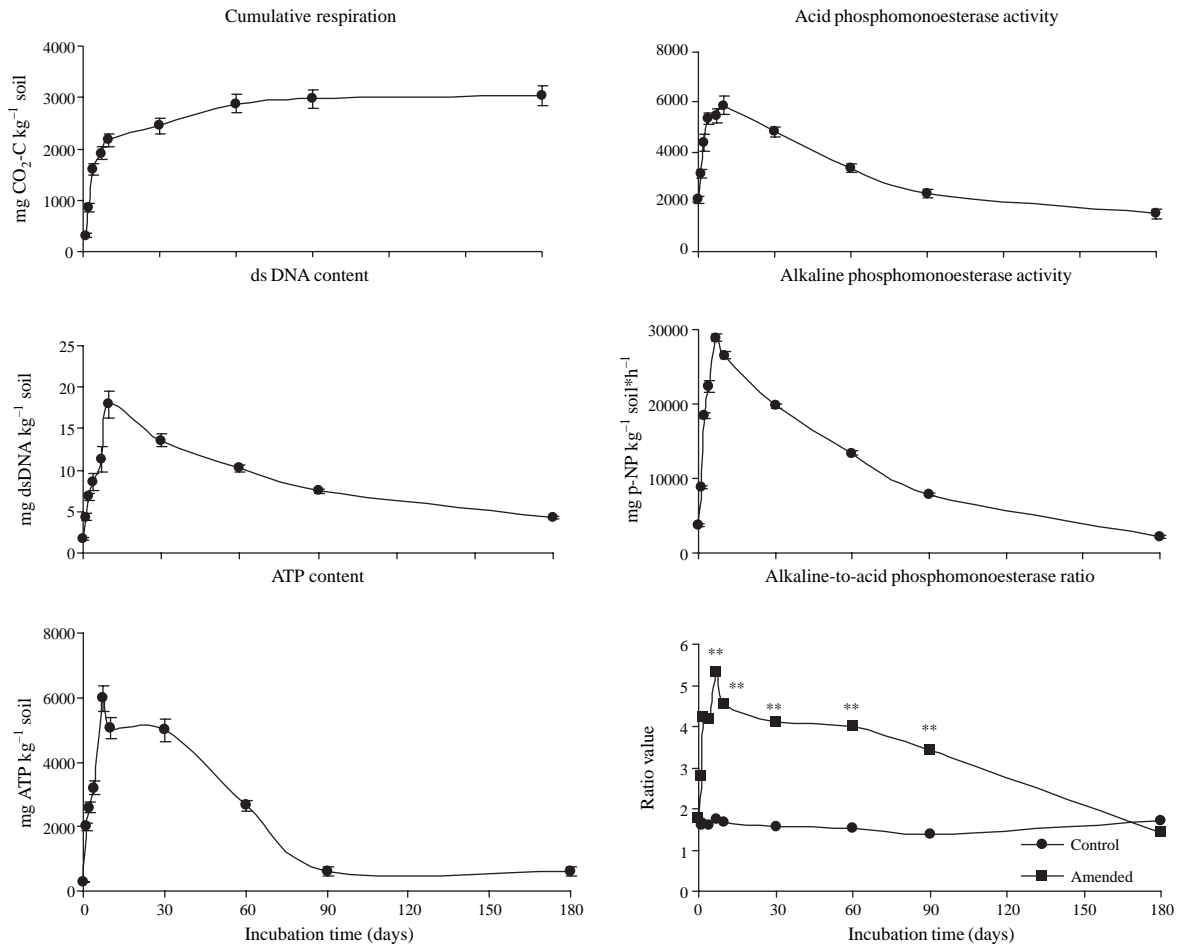 Cumulative respiration
4000
3000
2000
1000
0
mg CO₂-C kg⁻¹ soil
ds DNA content
25
20
15
10
5
0
mg dsDNA kg⁻¹ soil
ATP content
8000
6000
4000
2000
0
mg ATP kg⁻¹ soil
0 30 60 90 120 150 180
Incubation time (days)
Acid phosphomonoesterase activity
8000
6000
4000
2000
0
Alkaline phosphomonoesterase activity
30000
20000
10000
0
mg p-NP kg⁻¹ soil*h⁻¹
Alkaline-to-acid phosphomonoesterase ratio
6
5
4
3
2
1
0
Ratio value
**
**
**
**
**
Control
Amended
0 30 60 90 120 150 180
Incubation time (days)